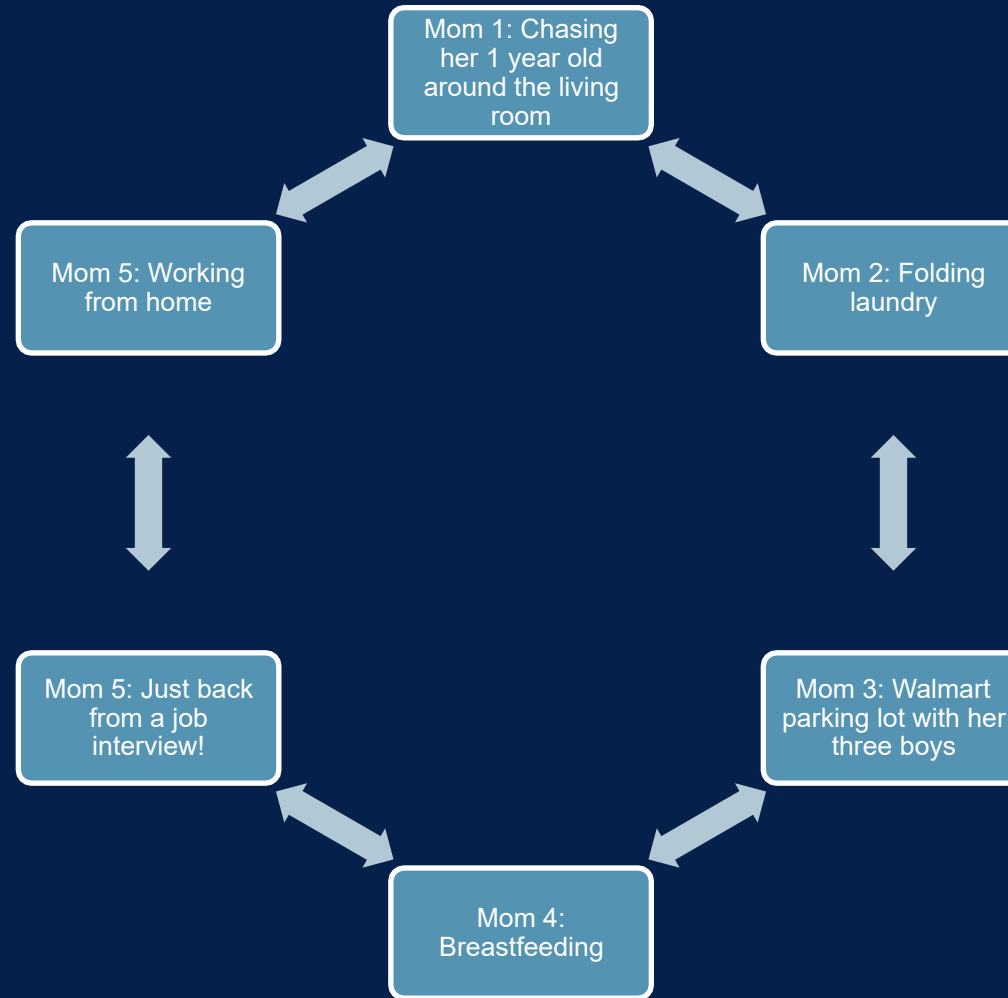 Mom 1: Chasing
her 1 year old
around the living
room
Mom 2: Folding
laundry
Mom 3: Walmart
parking lot with her
three boys
Mom 4:
Breastfeeding
Mom 5: Just back
from a job
interview!
Mom 5: Working
from home